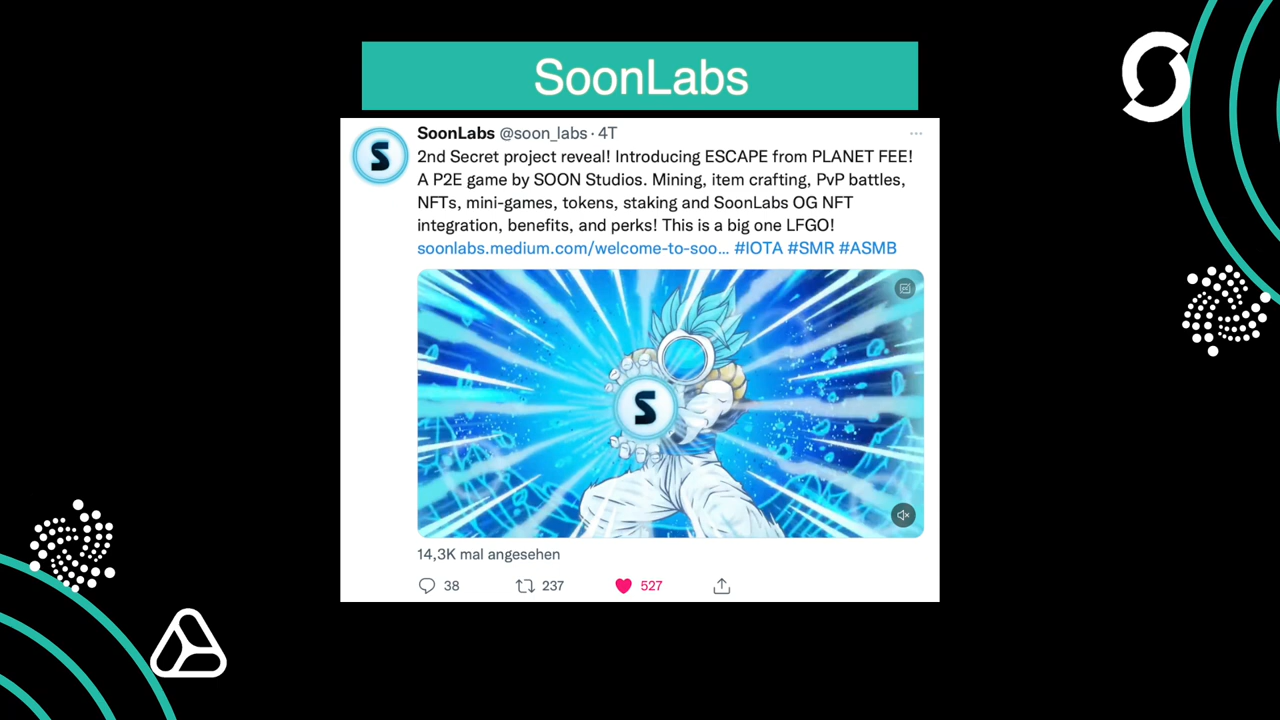 SoonLabs
SoonLabs @soon_labs · 4T
2nd Secret project reveal! Introducing ESCAPE from PLANET FEE!
A P2E game by SOON Studios. Mining, item crafting, PvP battles,
NFTs, mini-games, tokens, staking and SoonLabs OG NFT
integration, benefits, and perks! This is a big one LFGO!
soonlabs.medium.com/welcome-to-soo... #IOTA #SMR #ASMB
S
S
14,3K mal angesehen
38 237 527